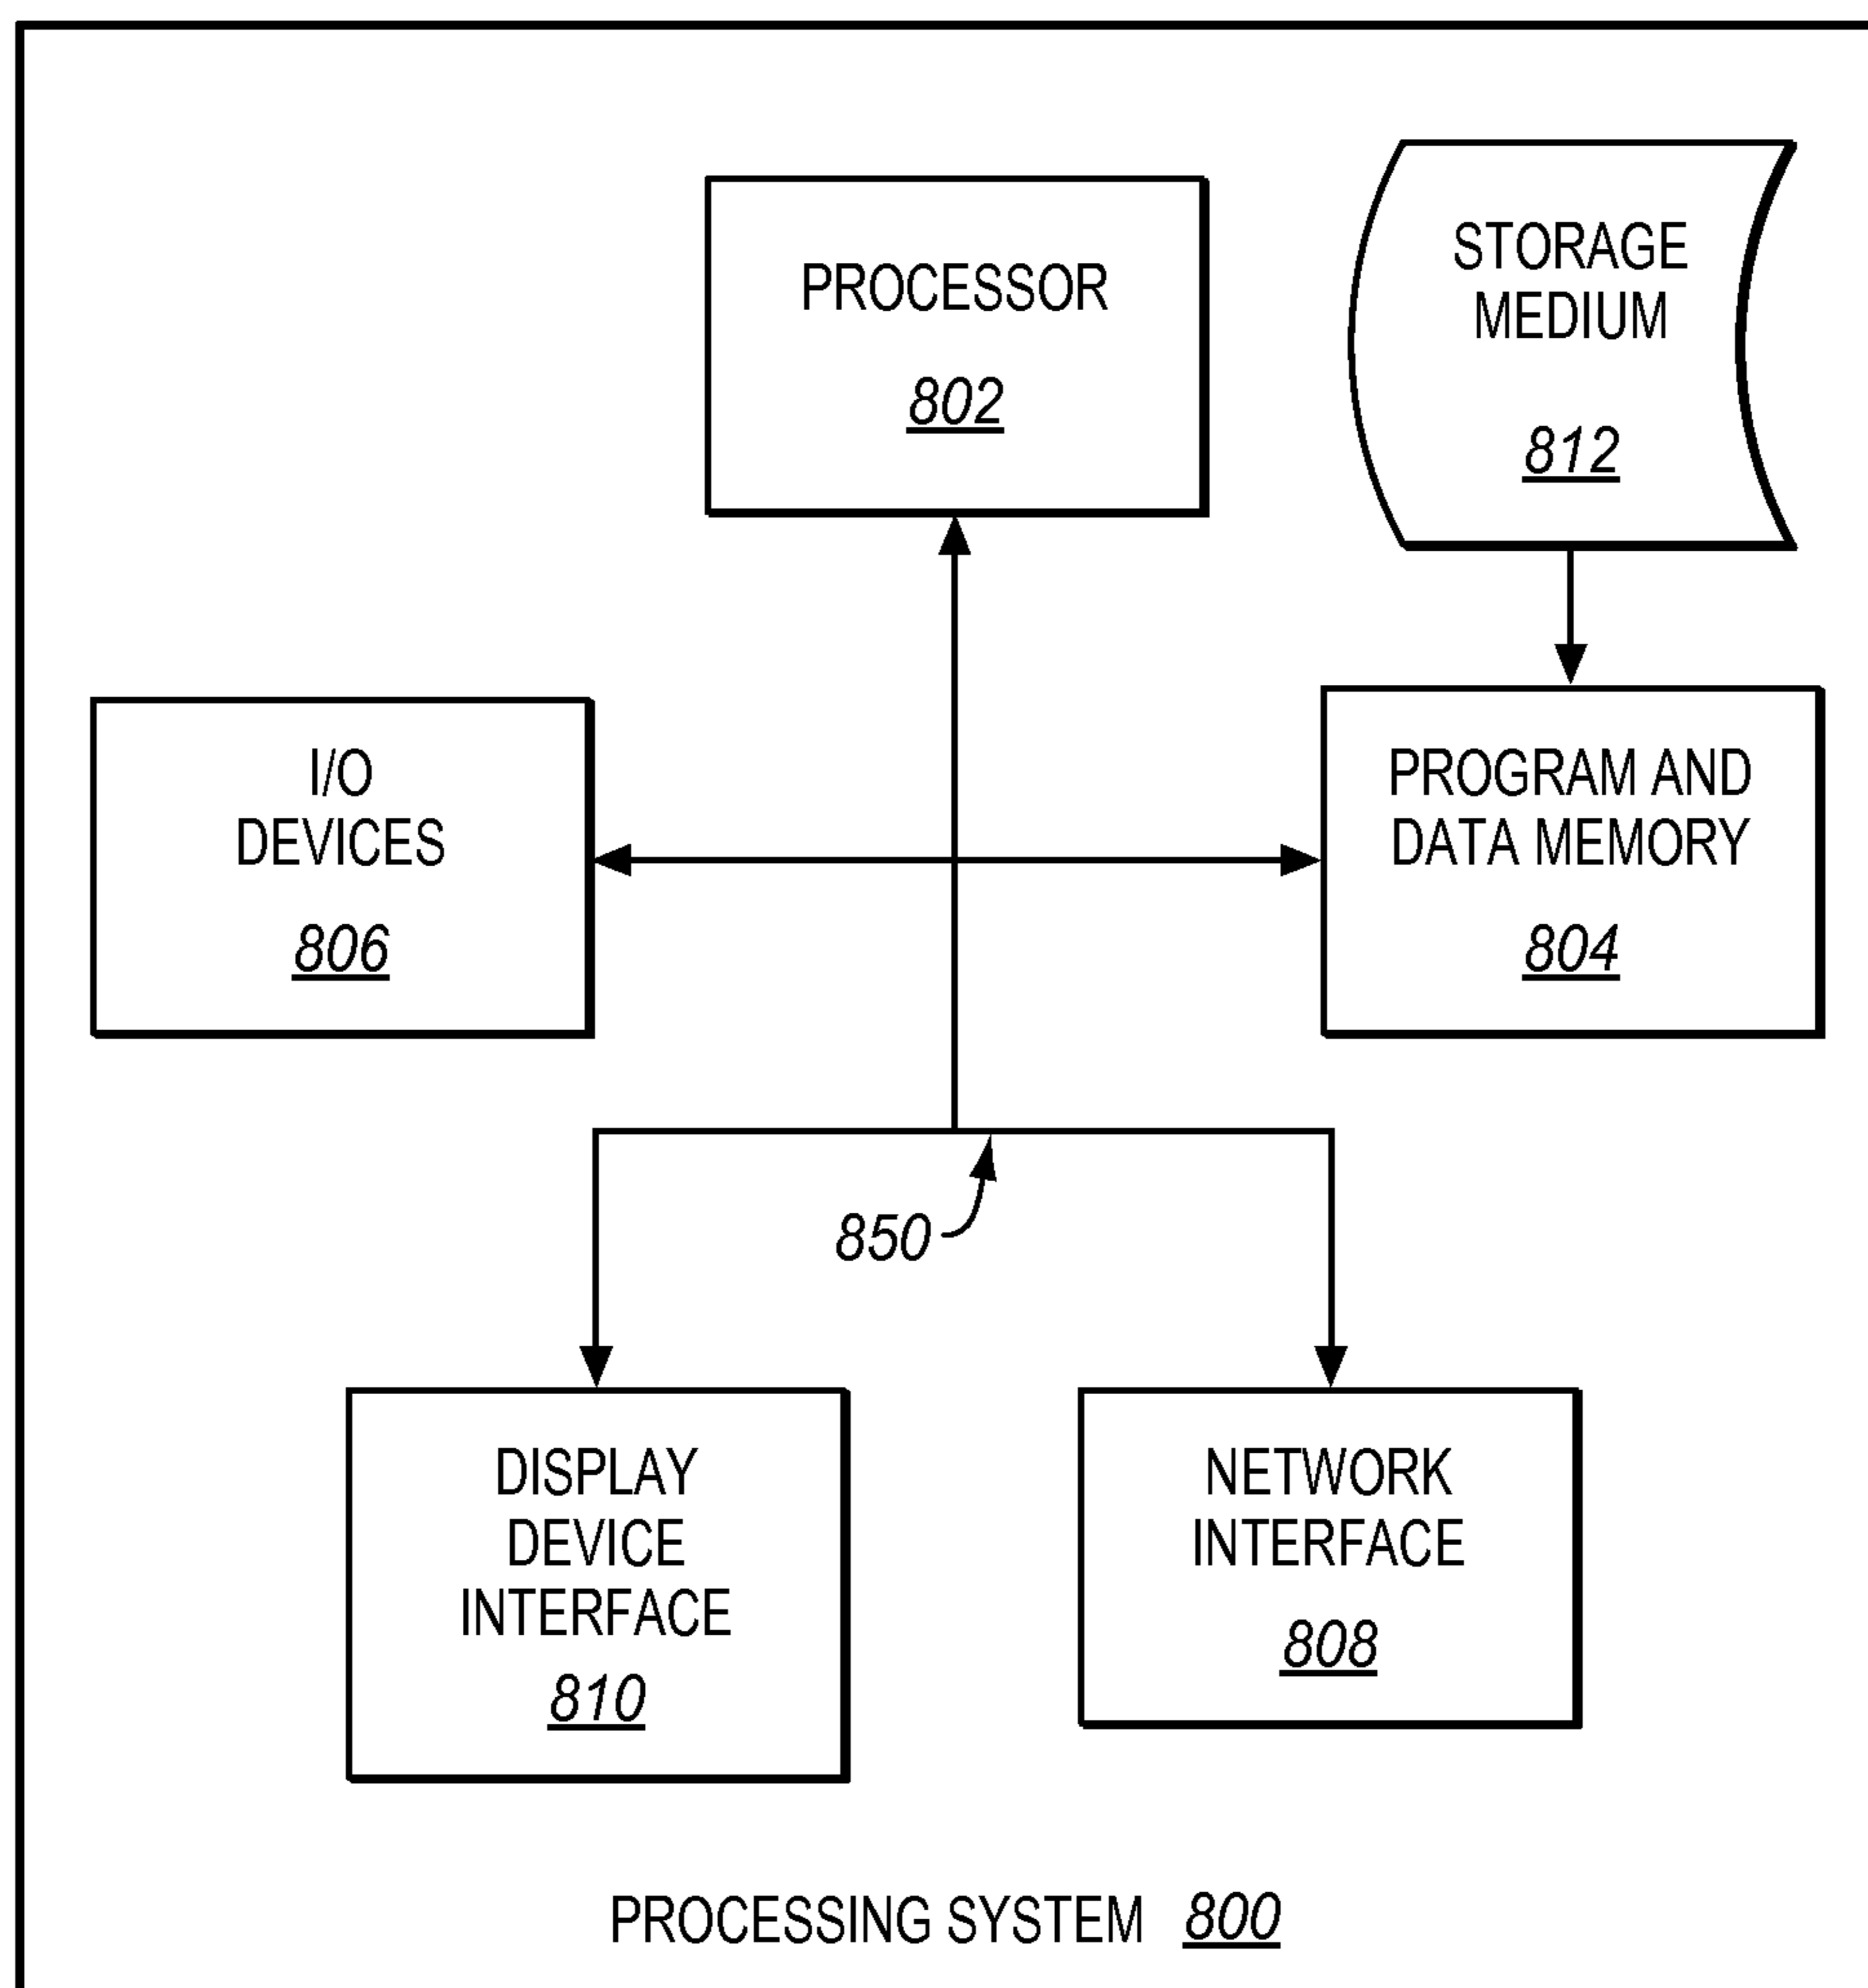 PROCESSOR
802
STORAGE
MEDIUM
812
I/O
DEVICES
806
PROGRAM AND
DATA MEMORY
804
850
DISPLAY
DEVICE
INTERFACE
810
NETWORK
INTERFACE
808
PROCESSING SYSTEM 800